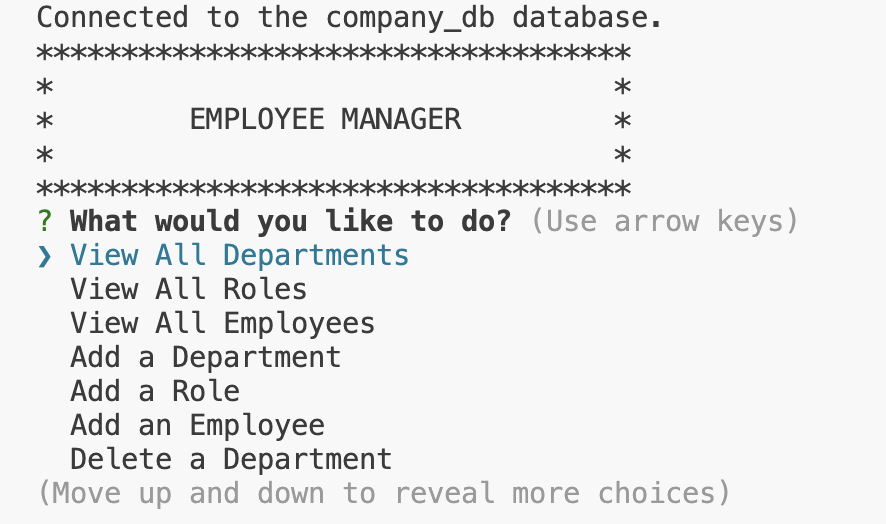 Connected to the company_db database.
***********************************
*                                 *
*        EMPLOYEE MANAGER         *
*                                 *
***********************************
? What would you like to do? (Use arrow keys)
❯ View All Departments
  View All Roles
  View All Employees
  Add a Department
  Add a Role
  Add an Employee
  Delete a Department
(Move up and down to reveal more choices)